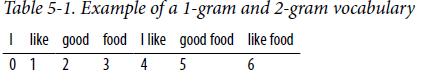 Table 5-1. Example of a 1-gram and 2-gram vocabulary
I like good food I like good food like food
0 1 2 3 4 5 6